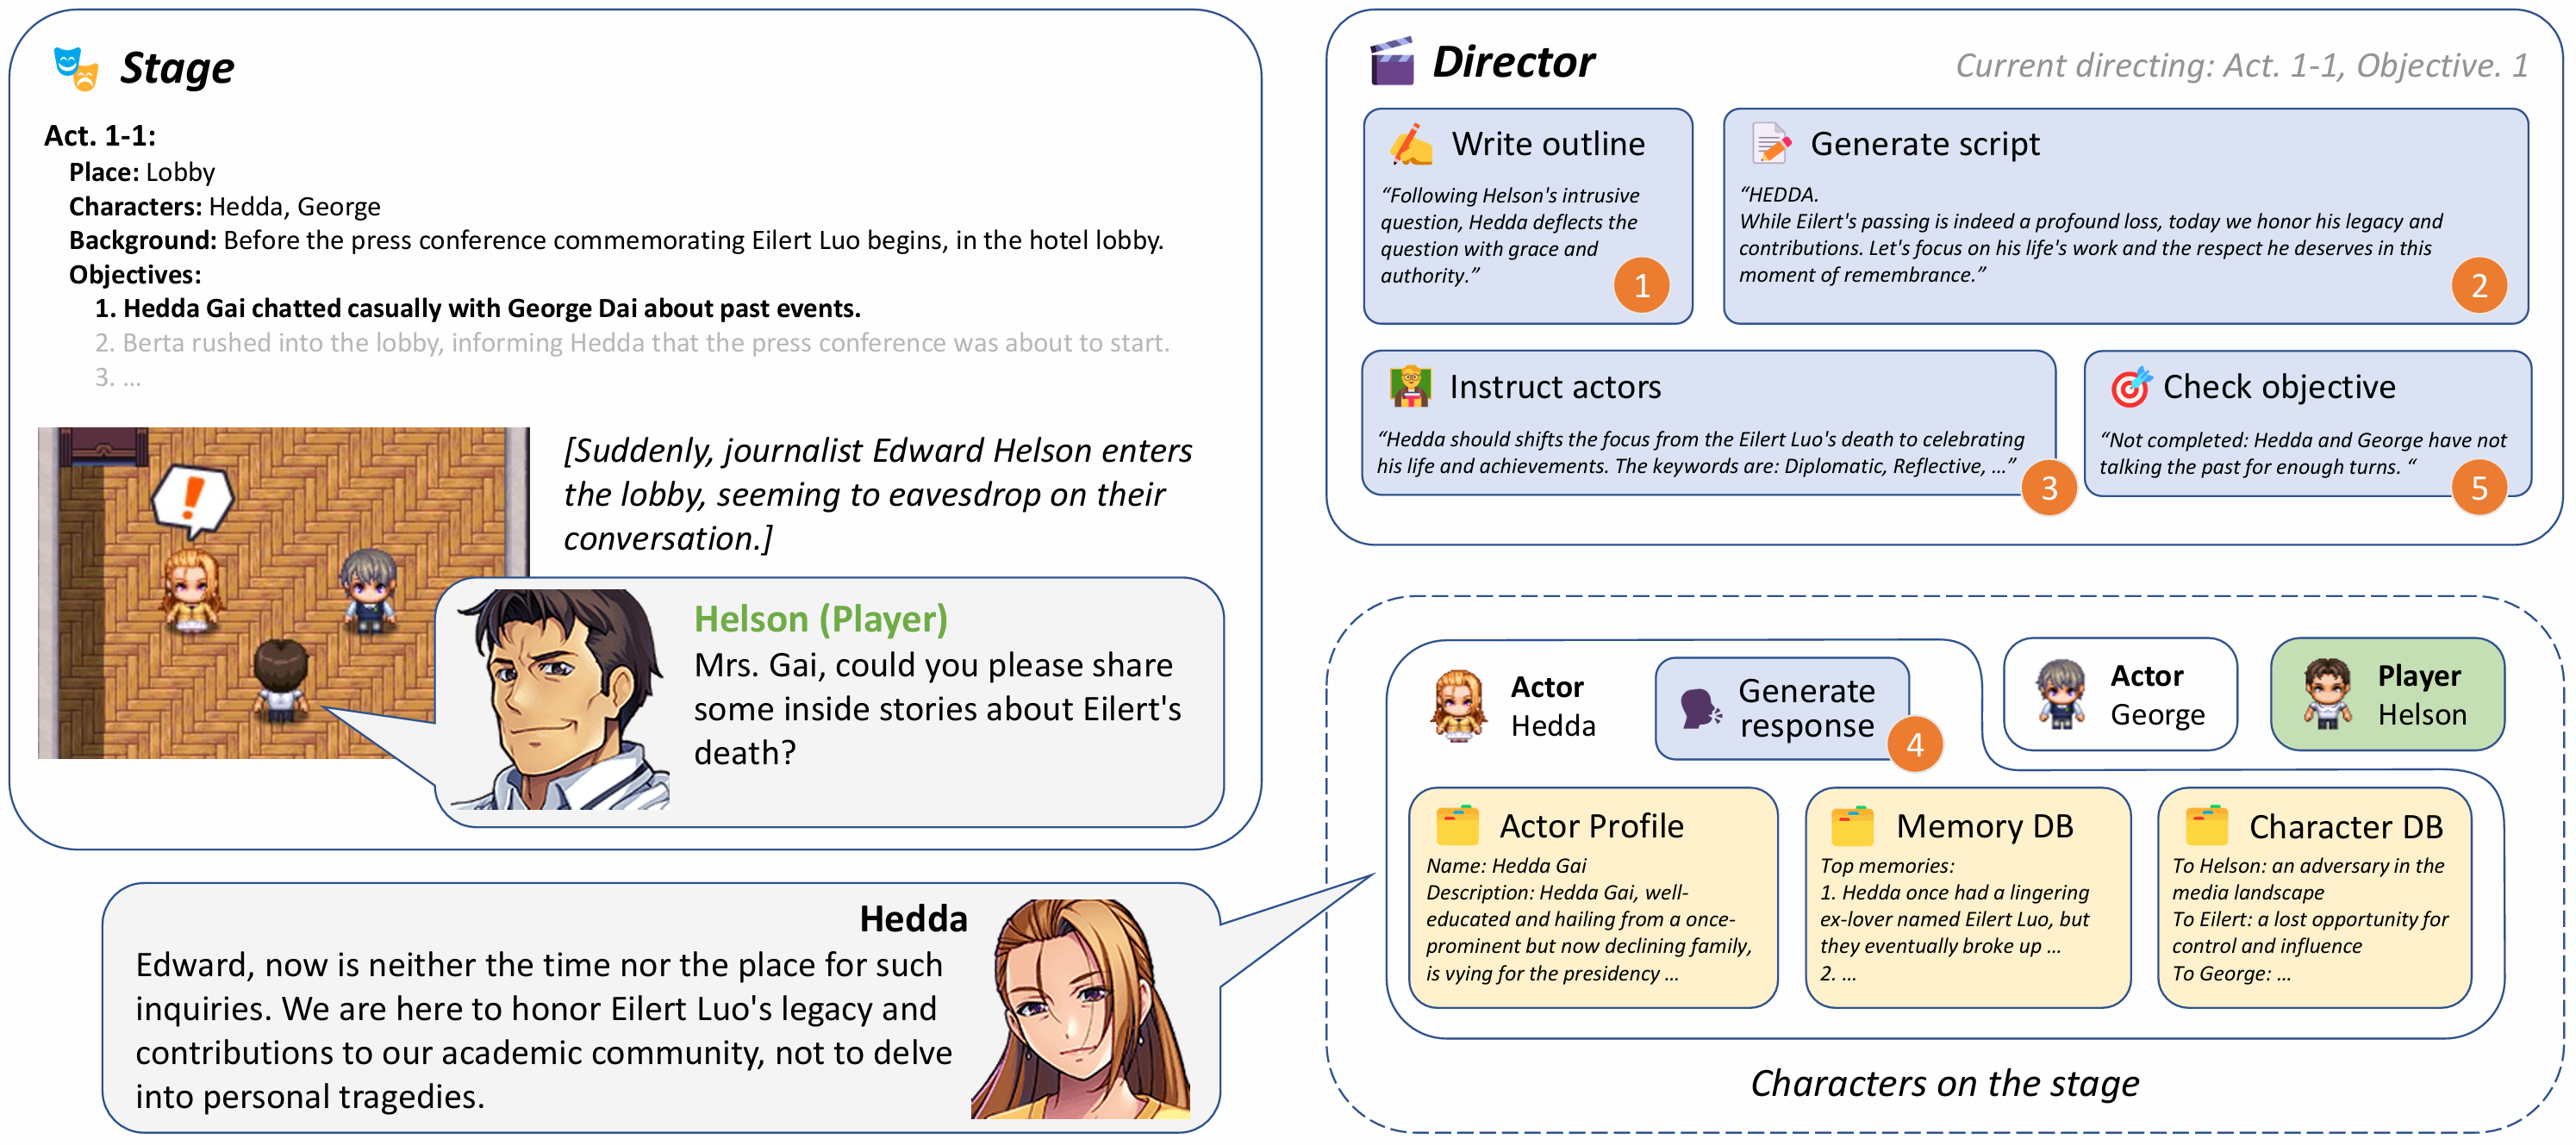 Stage
Act. 1-1:
Place: Lobby
Characters: Hedda, George
Background: Before the press conference commemorating Eilert Luo begins, in the hotel lobby.
Objectives:
1. Hedda Gai chatted casually with George Dai about past events.
2. Berta rushed into the lobby, informing Hedda that the press conference was about to start.
3. ...
[Suddenly, journalist Edward Helson enters
the lobby, seeming to eavesdrop on their
conversation.]
Helson (Player)
Mrs. Gai, could you please share
some inside stories about Eilert's
death?
Hedda
Edward, now is neither the time nor the place for such
inquiries. We are here to honor Eilert Luo's legacy and
contributions to our academic community, not to delve
into personal tragedies.
Director
Current directing: Act. 1-1, Objective. 1
Write outline
“Following Helson's intrusive
question, Hedda deflects the
question with grace and
authority.”
1
Generate script
“HEDDA.
While Eilert's passing is indeed a profound loss, today we honor his legacy and
contributions. Let's focus on his life's work and the respect he deserves in this
moment of remembrance.”
2
Instruct actors
“Hedda should shifts the focus from the Eilert Luo's death to celebrating
his life and achievements. The keywords are: Diplomatic, Reflective, ...”
3
Check objective
“Not completed: Hedda and George have not
talking the past for enough turns. “
5
Actor
Hedda
Generate
response
4
Actor
George
Player
Helson
Actor Profile
Name: Hedda Gai
Description: Hedda Gai, well-
educated and hailing from a once-
prominent but now declining family,
is vying for the presidency ...
Memory DB
Top memories:
1. Hedda once had a lingering
ex-lover named Eilert Luo, but
they eventually broke up ...
2. ...
Character DB
To Helson: an adversary in the
media landscape
To Eilert: a lost opportunity for
control and influence
To George: ...
Characters on the stage